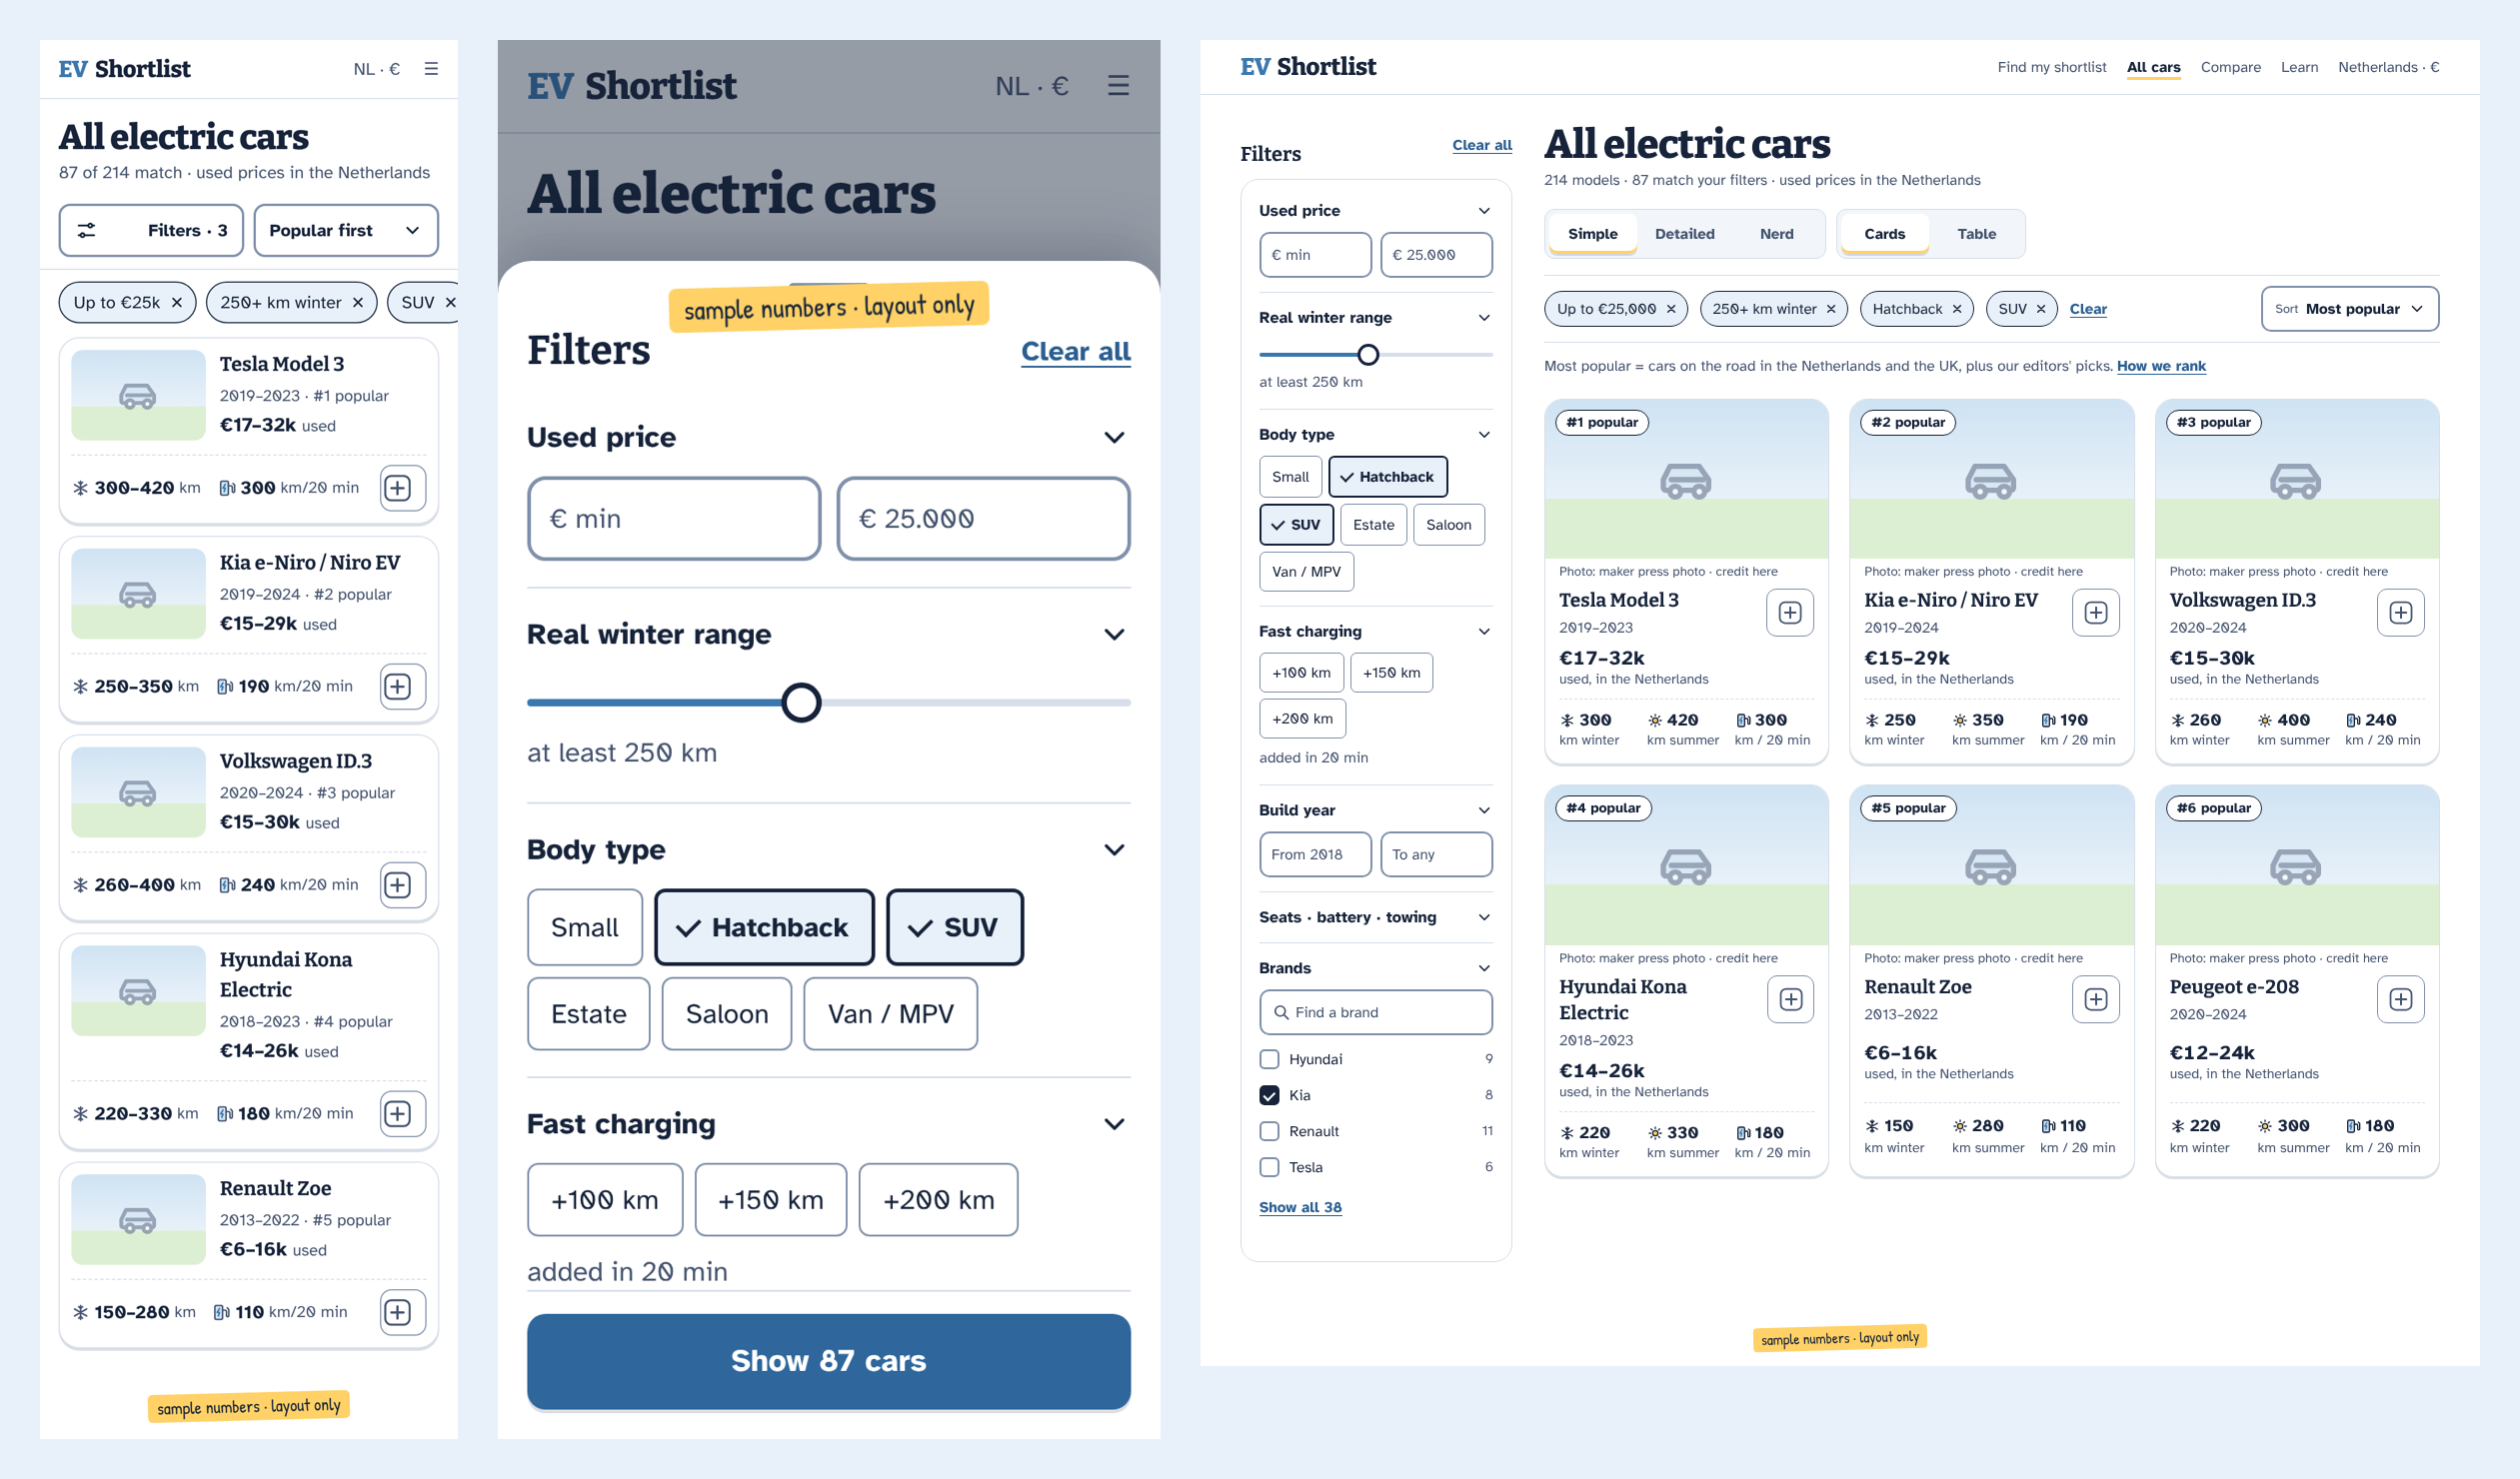 EV Shortlist
NL · €
All electric cars
87 of 214 match · used prices in the Netherlands
Filters · 3
Popular first
Up to €25k ✕
250+ km winter ✕
SUV ✕
Tesla Model 3
2019–2023 · #1 popular
€17–32k used
300–420 km
300 km/20 min
Kia e-Niro / Niro EV
2019–2024 · #2 popular
€15–29k used
250–350 km
190 km/20 min
Volkswagen ID.3
2020–2024 · #3 popular
€15–30k used
260–400 km
240 km/20 min
Hyundai Kona
Electric
2018–2023 · #4 popular
€14–26k used
220–330 km
180 km/20 min
Renault Zoe
2013–2022 · #5 popular
€6–16k used
150–280 km
110 km/20 min
sample numbers · layout only
EV Shortlist
NL · €
All electric cars
sample numbers · layout only
Filters
Clear all
Used price
€ min
€ 25.000
Real winter range
at least 250 km
Body type
Small
Hatchback
SUV
Estate
Saloon
Van / MPV
Fast charging
+100 km
+150 km
+200 km
added in 20 min
Show 87 cars
EV Shortlist
Find my shortlist
All cars
Compare
Learn
Netherlands · €
Filters
Clear all
Used price
€ min
€ 25.000
Real winter range
at least 250 km
Body type
Small
Hatchback
SUV
Estate
Saloon
Van / MPV
Fast charging
+100 km
+150 km
+200 km
added in 20 min
Build year
From 2018
To any
Seats · battery · towing
Brands
Find a brand
Hyundai 9
Kia 8
Renault 11
Tesla 6
Show all 38
All electric cars
214 models · 87 match your filters · used prices in the Netherlands
Simple
Detailed
Nerd
Cards
Table
Up to €25,000 ✕
250+ km winter ✕
Hatchback ✕
SUV ✕
Clear
Sort Most popular
Most popular = cars on the road in the Netherlands and the UK, plus our editors' picks. How we rank
#1 popular
Photo: maker press photo · credit here
Tesla Model 3
2019–2023
€17–32k
used, in the Netherlands
300 420 300
km winter km summer km / 20 min
#2 popular
Photo: maker press photo · credit here
Kia e-Niro / Niro EV
2019–2024
€15–29k
used, in the Netherlands
250 350 190
km winter km summer km / 20 min
#3 popular
Photo: maker press photo · credit here
Volkswagen ID.3
2020–2024
€15–30k
used, in the Netherlands
260 400 240
km winter km summer km / 20 min
#4 popular
Photo: maker press photo · credit here
Hyundai Kona
Electric
2018–2023
€14–26k
used, in the Netherlands
220 330 180
km winter km summer km / 20 min
#5 popular
Photo: maker press photo · credit here
Renault Zoe
2013–2022
€6–16k
used, in the Netherlands
150 280 110
km winter km summer km / 20 min
#6 popular
Photo: maker press photo · credit here
Peugeot e-208
2020–2024
€12–24k
used, in the Netherlands
220 300 180
km winter km summer km / 20 min
sample numbers · layout only